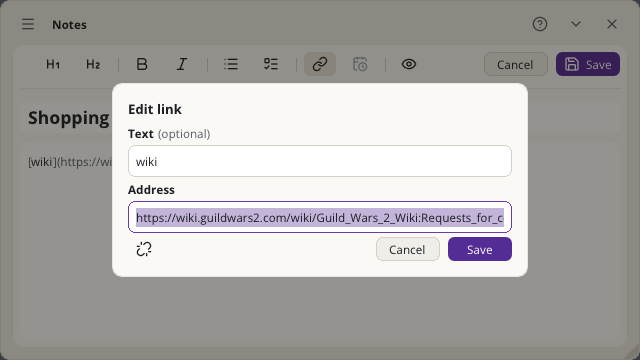 Notes
H1 H2 B I Cancel Save
Shopping
[wiki](https://wi
Edit link
Text (optional)
wiki
Address
https://wiki.guildwars2.com/wiki/Guild_Wars_2_Wiki:Requests_for_c
Cancel Save